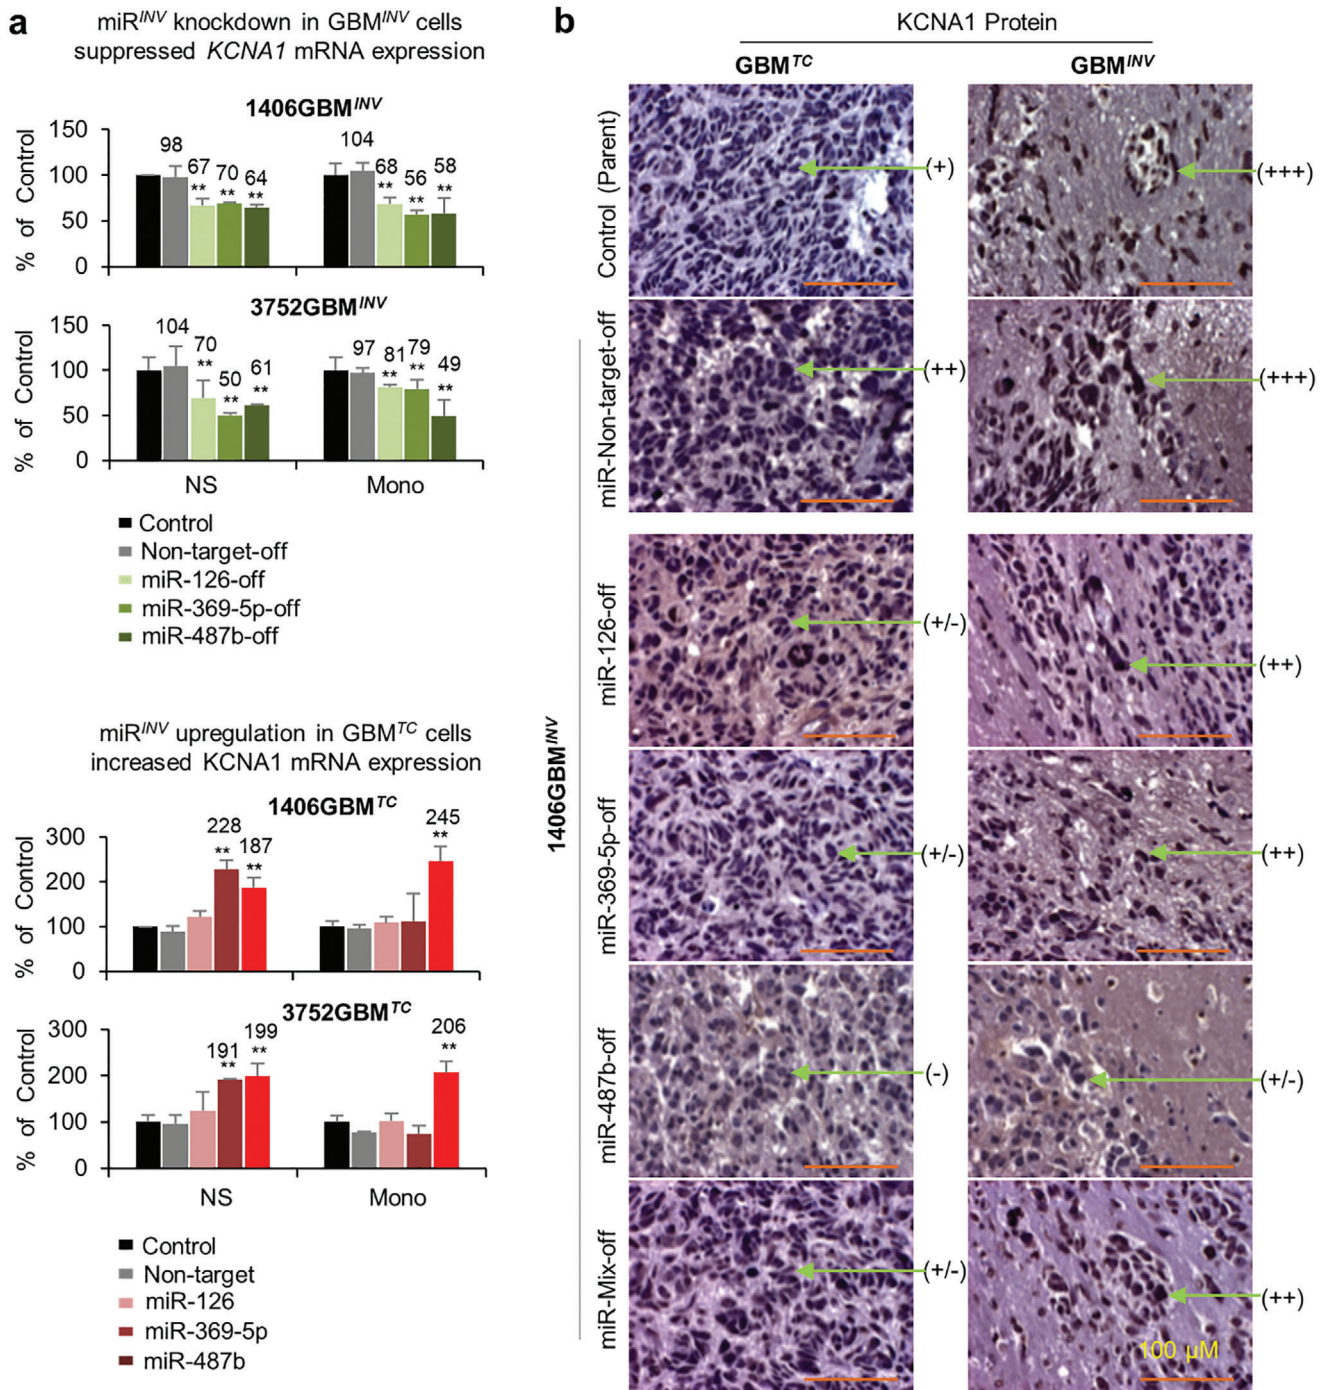 a
miR^INV knockdown in GBM^INV cells
suppressed KCNA1 mRNA expression
1406GBM^INV
% of Control
150
100
50
0
98
67
70
64
**
**
**
104
68
56
58
**
**
**
3752GBM^INV
% of Control
150
100
50
0
104
70
50
61
**
**
**
97
81
79
49
**
**
**
NS
Mono
Control
Non-target-off
miR-126-off
miR-369-5p-off
miR-487b-off
miR^INV upregulation in GBM^TC cells
increased KCNA1 mRNA expression
1406GBM^TC
% of Control
300
200
100
0
228
187
**
**
245
**
3752GBM^TC
% of Control
300
200
100
0
191
199
**
**
206
**
NS
Mono
Control
Non-target
miR-126
miR-369-5p
miR-487b
b
KCNA1 Protein
GBM^TC
GBM^INV
Control (Parent)
(+)
(+++)
1406GBM^INV
miR-Non-target-off
(++)
(+++)
miR-126-off
(+/-)
(++)
miR-369-5p-off
(+/-)
(++)
miR-487b-off
(-)
(+/-)
miR-Mix-off
(+/-)
(++)
100 µM